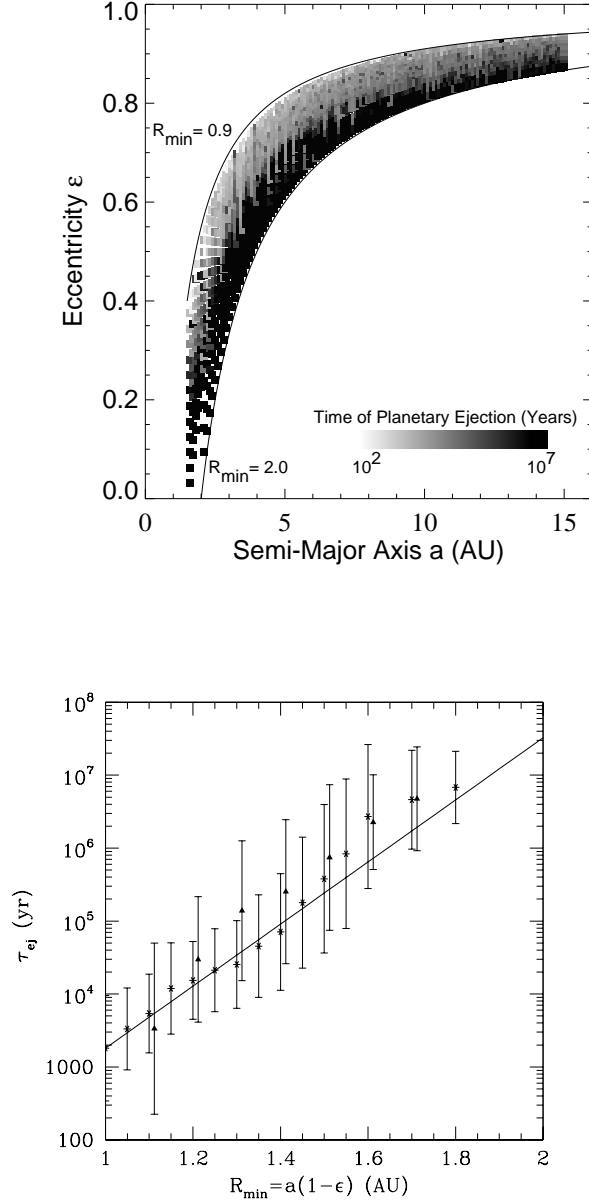 1.0
0.8
0.6
0.4
0.2
0.0
Eccentricity ε
R_min = 0.9
R_min = 2.0
Time of Planetary Ejection (Years)
10^2 10^7
0 5 10 15
Semi-Major Axis a (AU)
10^8
10^7
10^6
10^5
10^4
1000
100
τ_ej (yr)
1 1.2 1.4 1.6 1.8 2
R_min=a(1-ϵ) (AU)